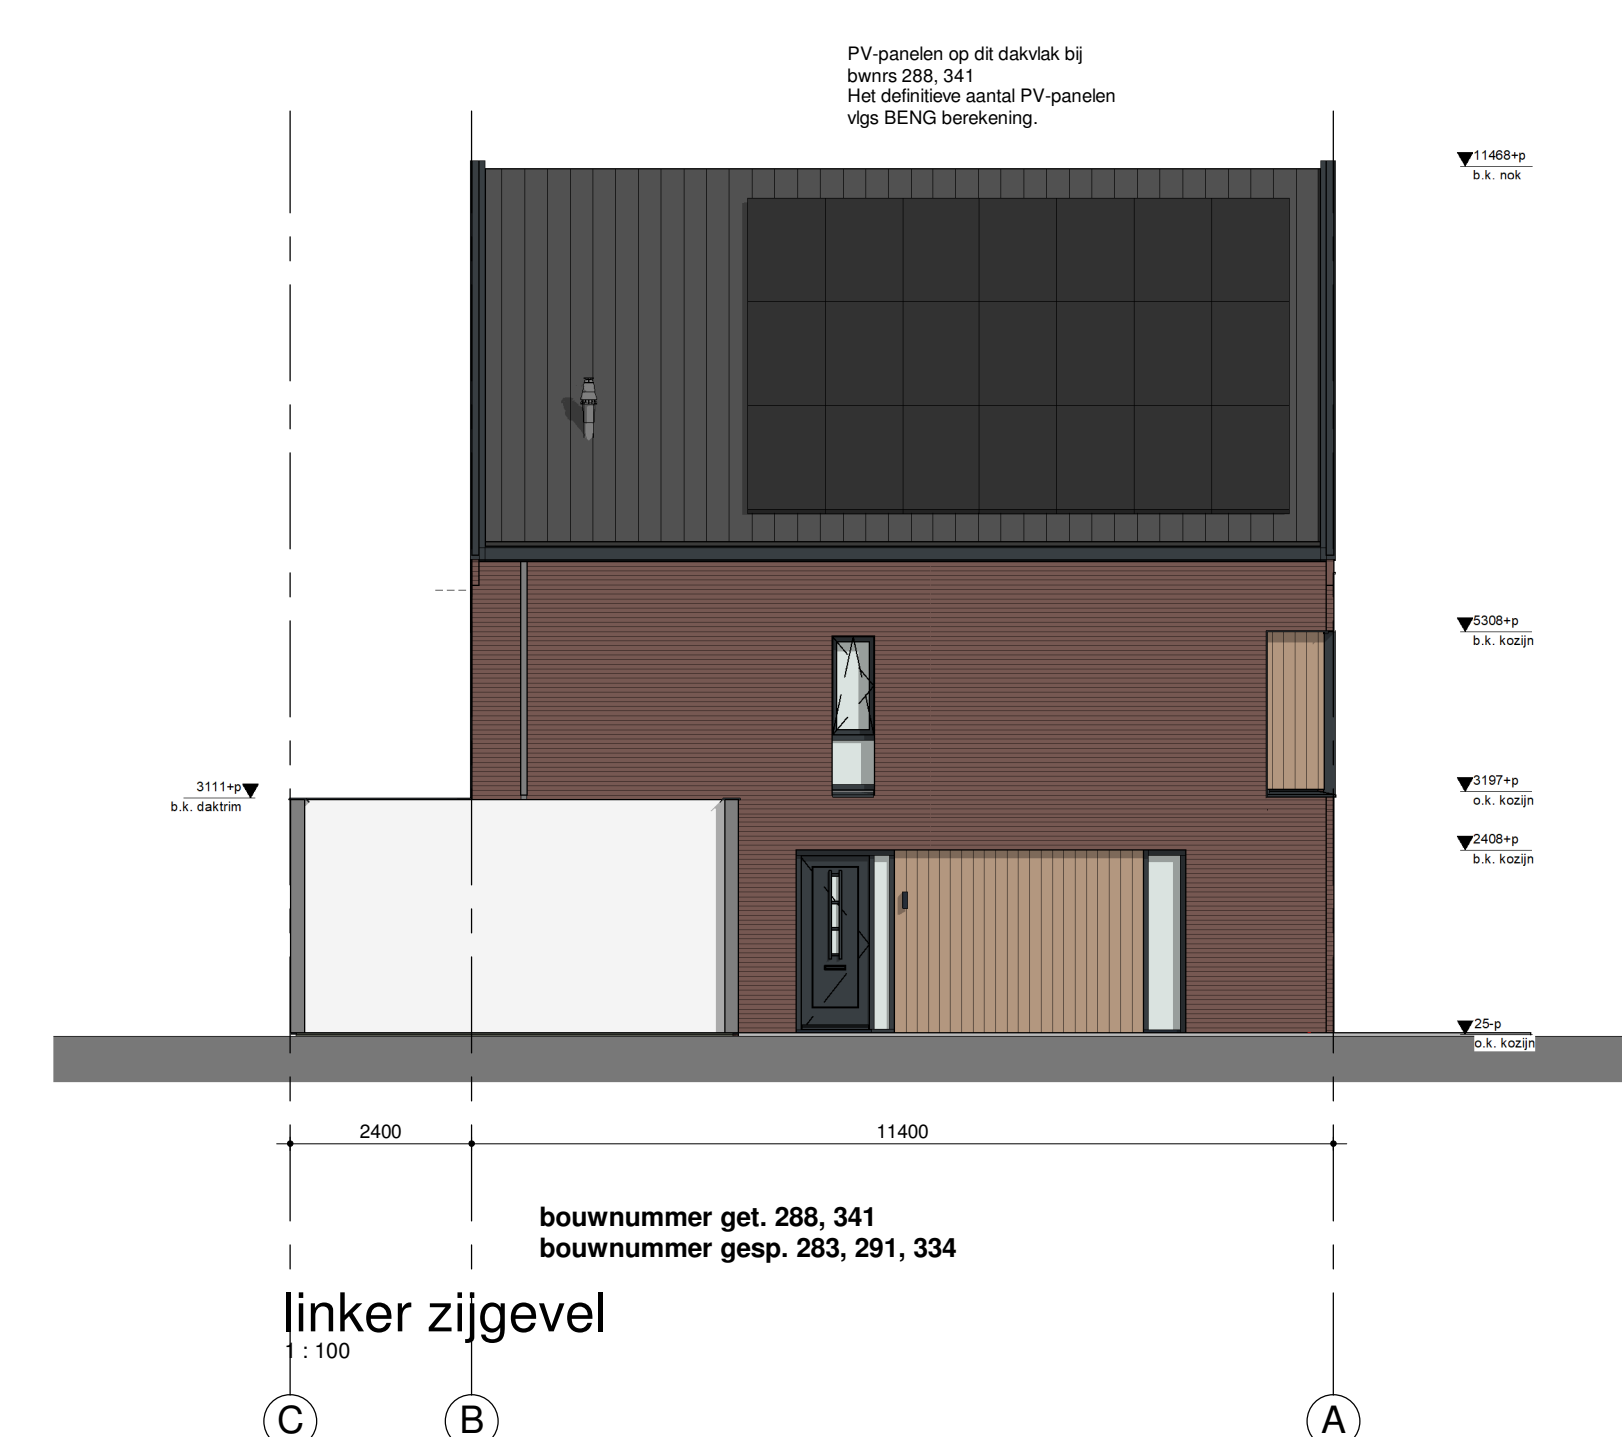 PV-panelen op dit dakvlak bij
bwnrs 288, 341
Het definitieve aantal PV-panelen
vlgs BENG berekening.
11468+p
b.k. nok
5308+p
b.k. kozijn
3111+p
b.k. daktrim
3197+p
o.k. kozijn
2408+p
b.k. kozijn
25-p
o.k. kozijn
2400
11400
bouwnummer get. 288, 341
bouwnummer gesp. 283, 291, 334
linker zijgevel
1 : 100
C
B
A